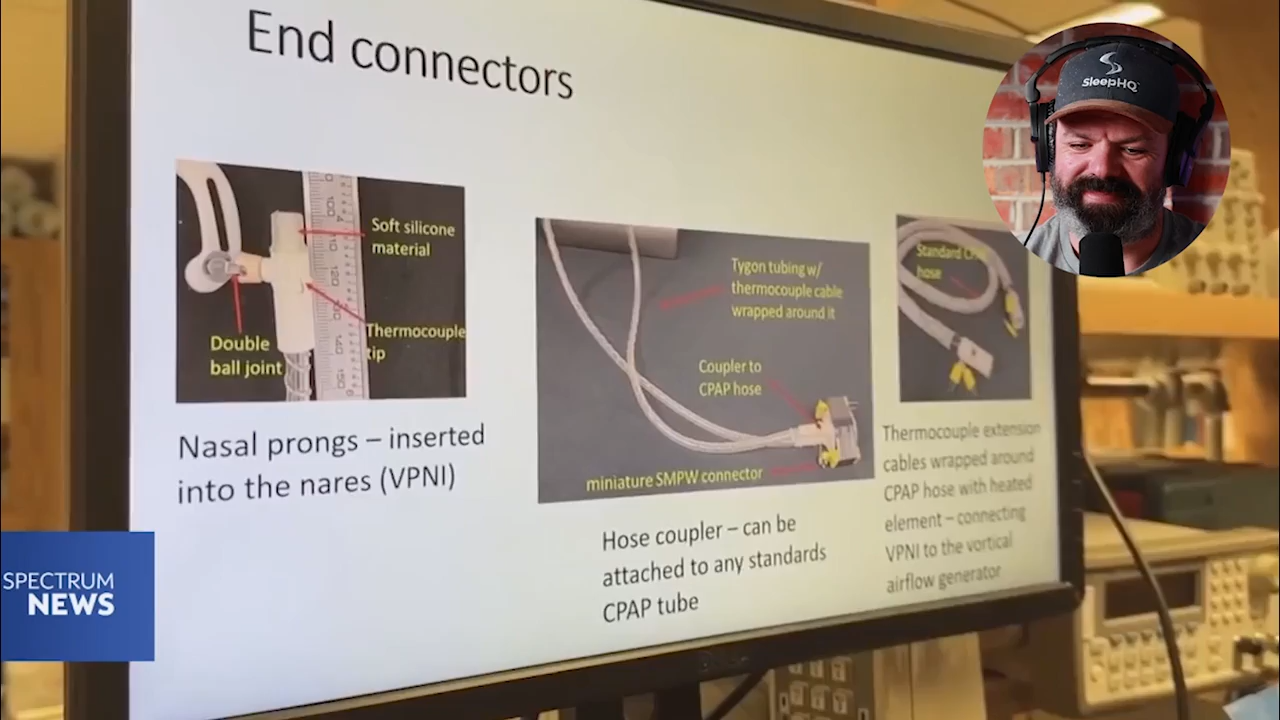 End connectors
SleepHQ
Soft silicone
material
Double
ball joint
Thermocouple
tip
Nasal prongs – inserted
into the nares (VPNI)
Tygon tubing w/
thermocouple cable
wrapped around it
Coupler to
CPAP hose
miniature SMPW connector
Hose coupler – can be
attached to any standards
CPAP tube
Standard
hose
Thermocouple extension
cables wrapped around
CPAP hose with heated
element – connecting
VPNI to the vortical
airflow generator
SPECTRUM
NEWS